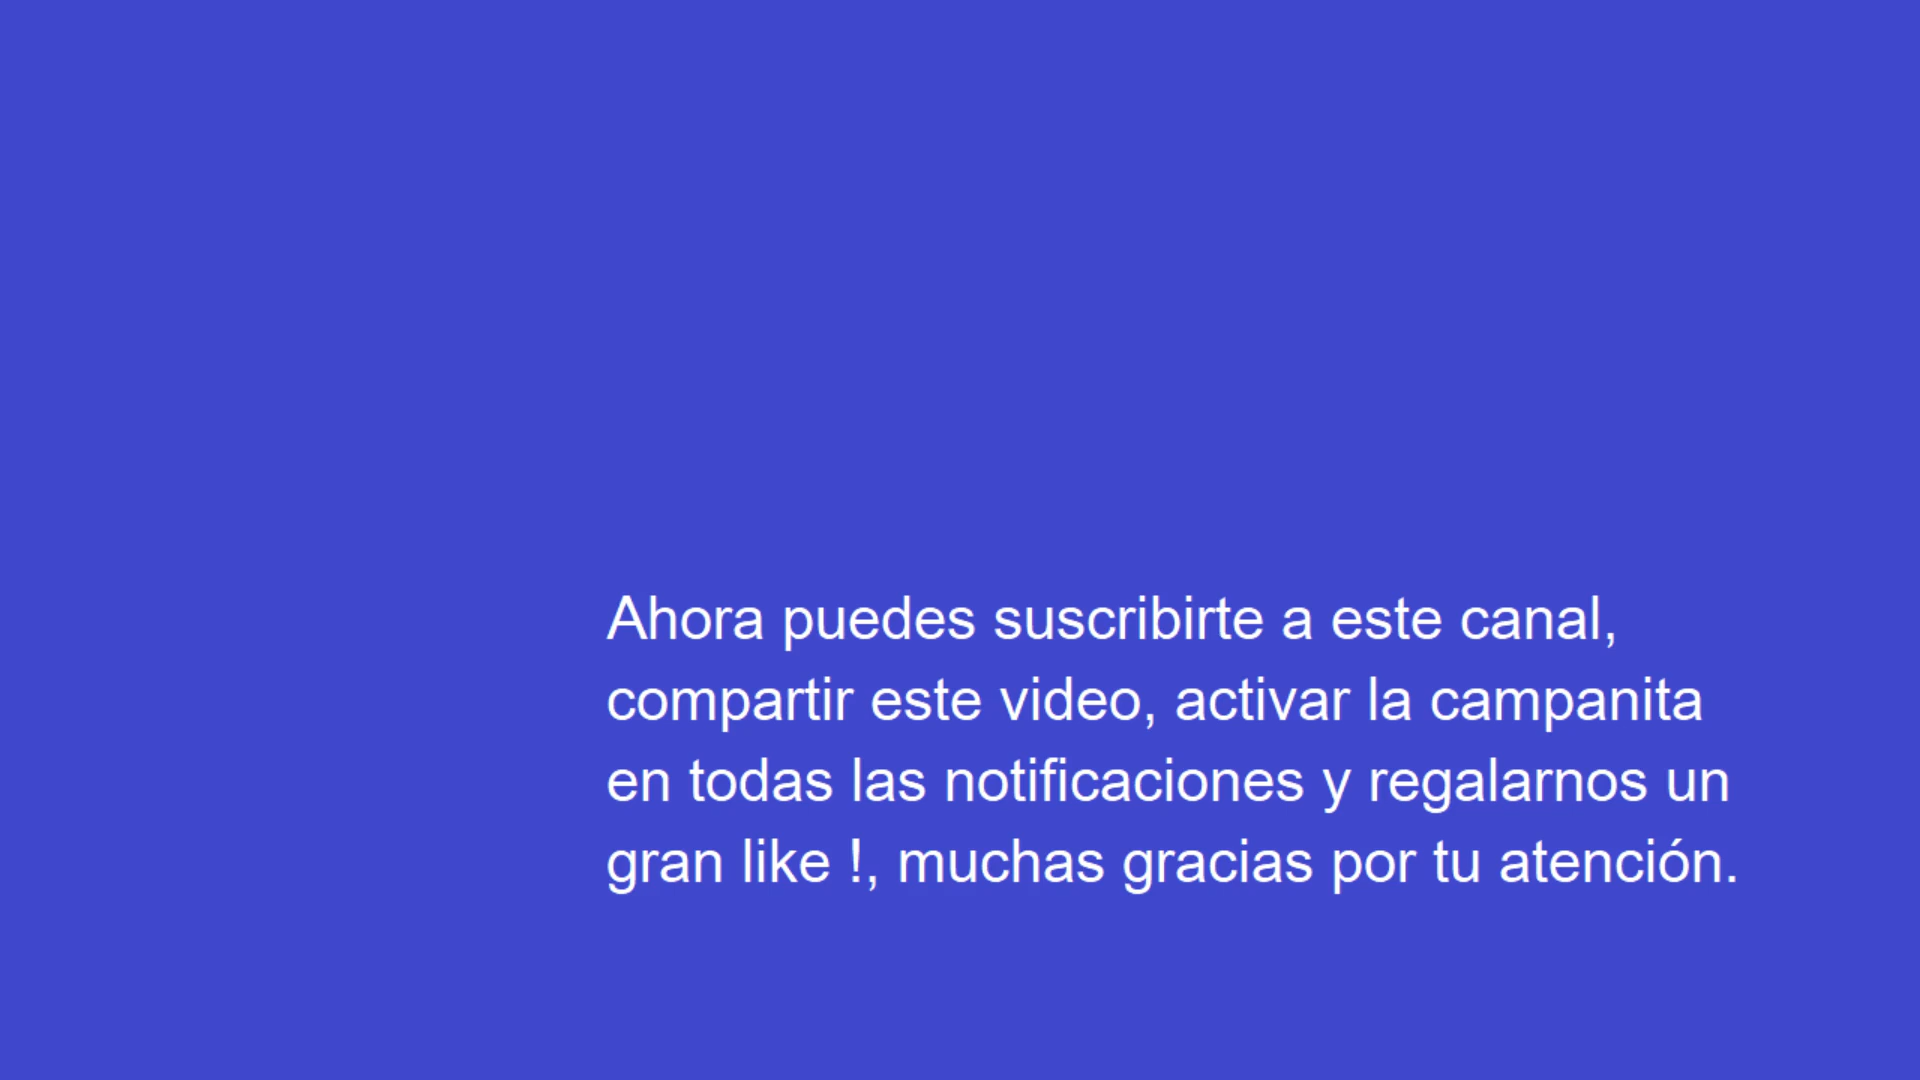 Ahora puedes suscribirte a este canal,
compartir este video, activar la campanita
en todas las notificaciones y regalarnos un
gran like !, muchas gracias por tu atención.